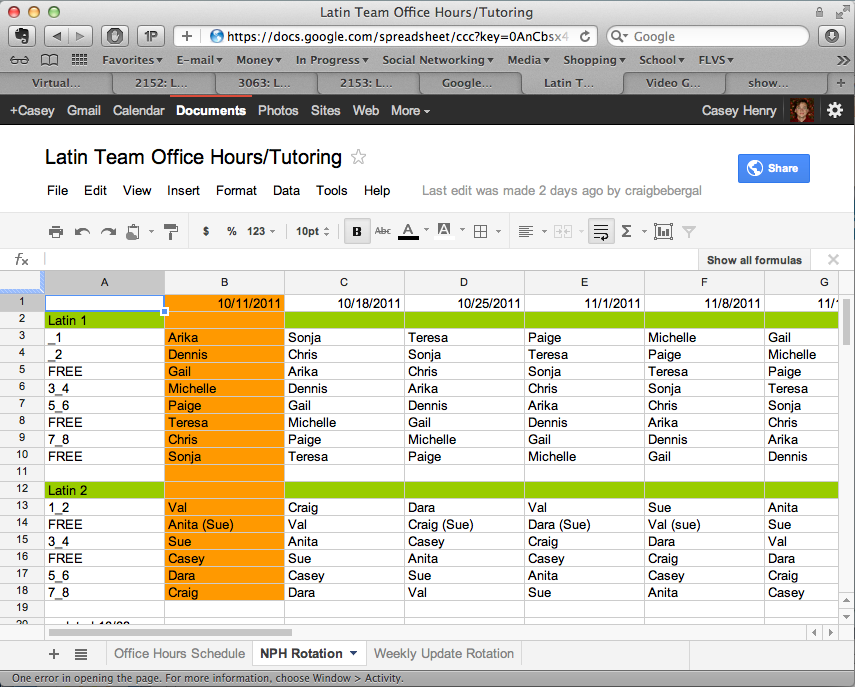 Latin Team Office Hours/Tutoring
1P https://docs.google.com/spreadsheet/ccc?key=0AnCbsx4 Google
Favorites E-mail Money In Progress Social Networking Media Shopping School FLVS
Virtual... 2152: L... 3063: L... 2153: L... Google... Latin T... Video G... show...
+Casey Gmail Calendar Documents Photos Sites Web More Casey Henry
Latin Team Office Hours/Tutoring
Share
File Edit View Insert Format Data Tools Help Last edit was made 2 days ago by craigbebergal
$ % 123 10pt B Abc A A Σ
fx Show all formulas
A B C D E F G
1 10/11/2011 10/18/2011 10/25/2011 11/1/2011 11/8/2011 11/1
2 Latin 1
3 _1 Arika Sonja Teresa Paige Michelle Gail
4 _2 Dennis Chris Sonja Teresa Paige Michelle
5 FREE Gail Arika Chris Sonja Teresa Paige
6 3_4 Michelle Dennis Arika Chris Sonja Teresa
7 5_6 Paige Gail Dennis Arika Chris Sonja
8 FREE Teresa Michelle Gail Dennis Arika Chris
9 7_8 Chris Paige Michelle Gail Dennis Arika
10 FREE Sonja Teresa Paige Michelle Gail Dennis
11
12 Latin 2
13 1_2 Val Craig Dara Val Sue Anita
14 FREE Anita (Sue) Val Craig (Sue) Dara (Sue) Val (sue) Sue
15 3_4 Sue Anita Casey Craig Dara Val
16 FREE Casey Sue Anita Casey Craig Dara
17 5_6 Dara Casey Sue Anita Casey Craig
18 7_8 Craig Dara Val Sue Anita Casey
19
20
Office Hours Schedule NPH Rotation Weekly Update Rotation
One error in opening the page. For more information, choose Window > Activity.